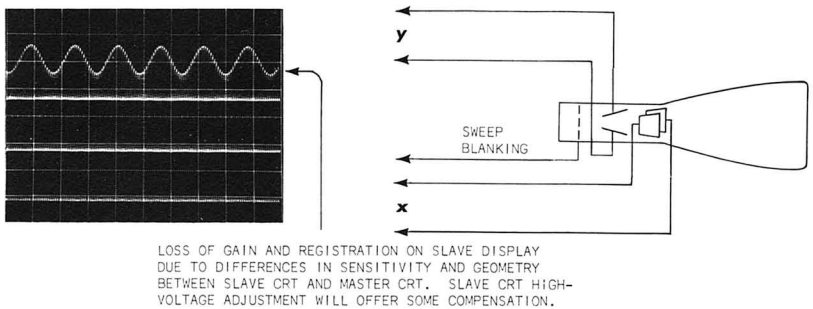 y
SWEEP
BLANKING
x
LOSS OF GAIN AND REGISTRATION ON SLAVE DISPLAY
DUE TO DIFFERENCES IN SENSITIVITY AND GEOMETRY
BETWEEN SLAVE CRT AND MASTER CRT. SLAVE CRT HIGH-
VOLTAGE ADJUSTMENT WILL OFFER SOME COMPENSATION.